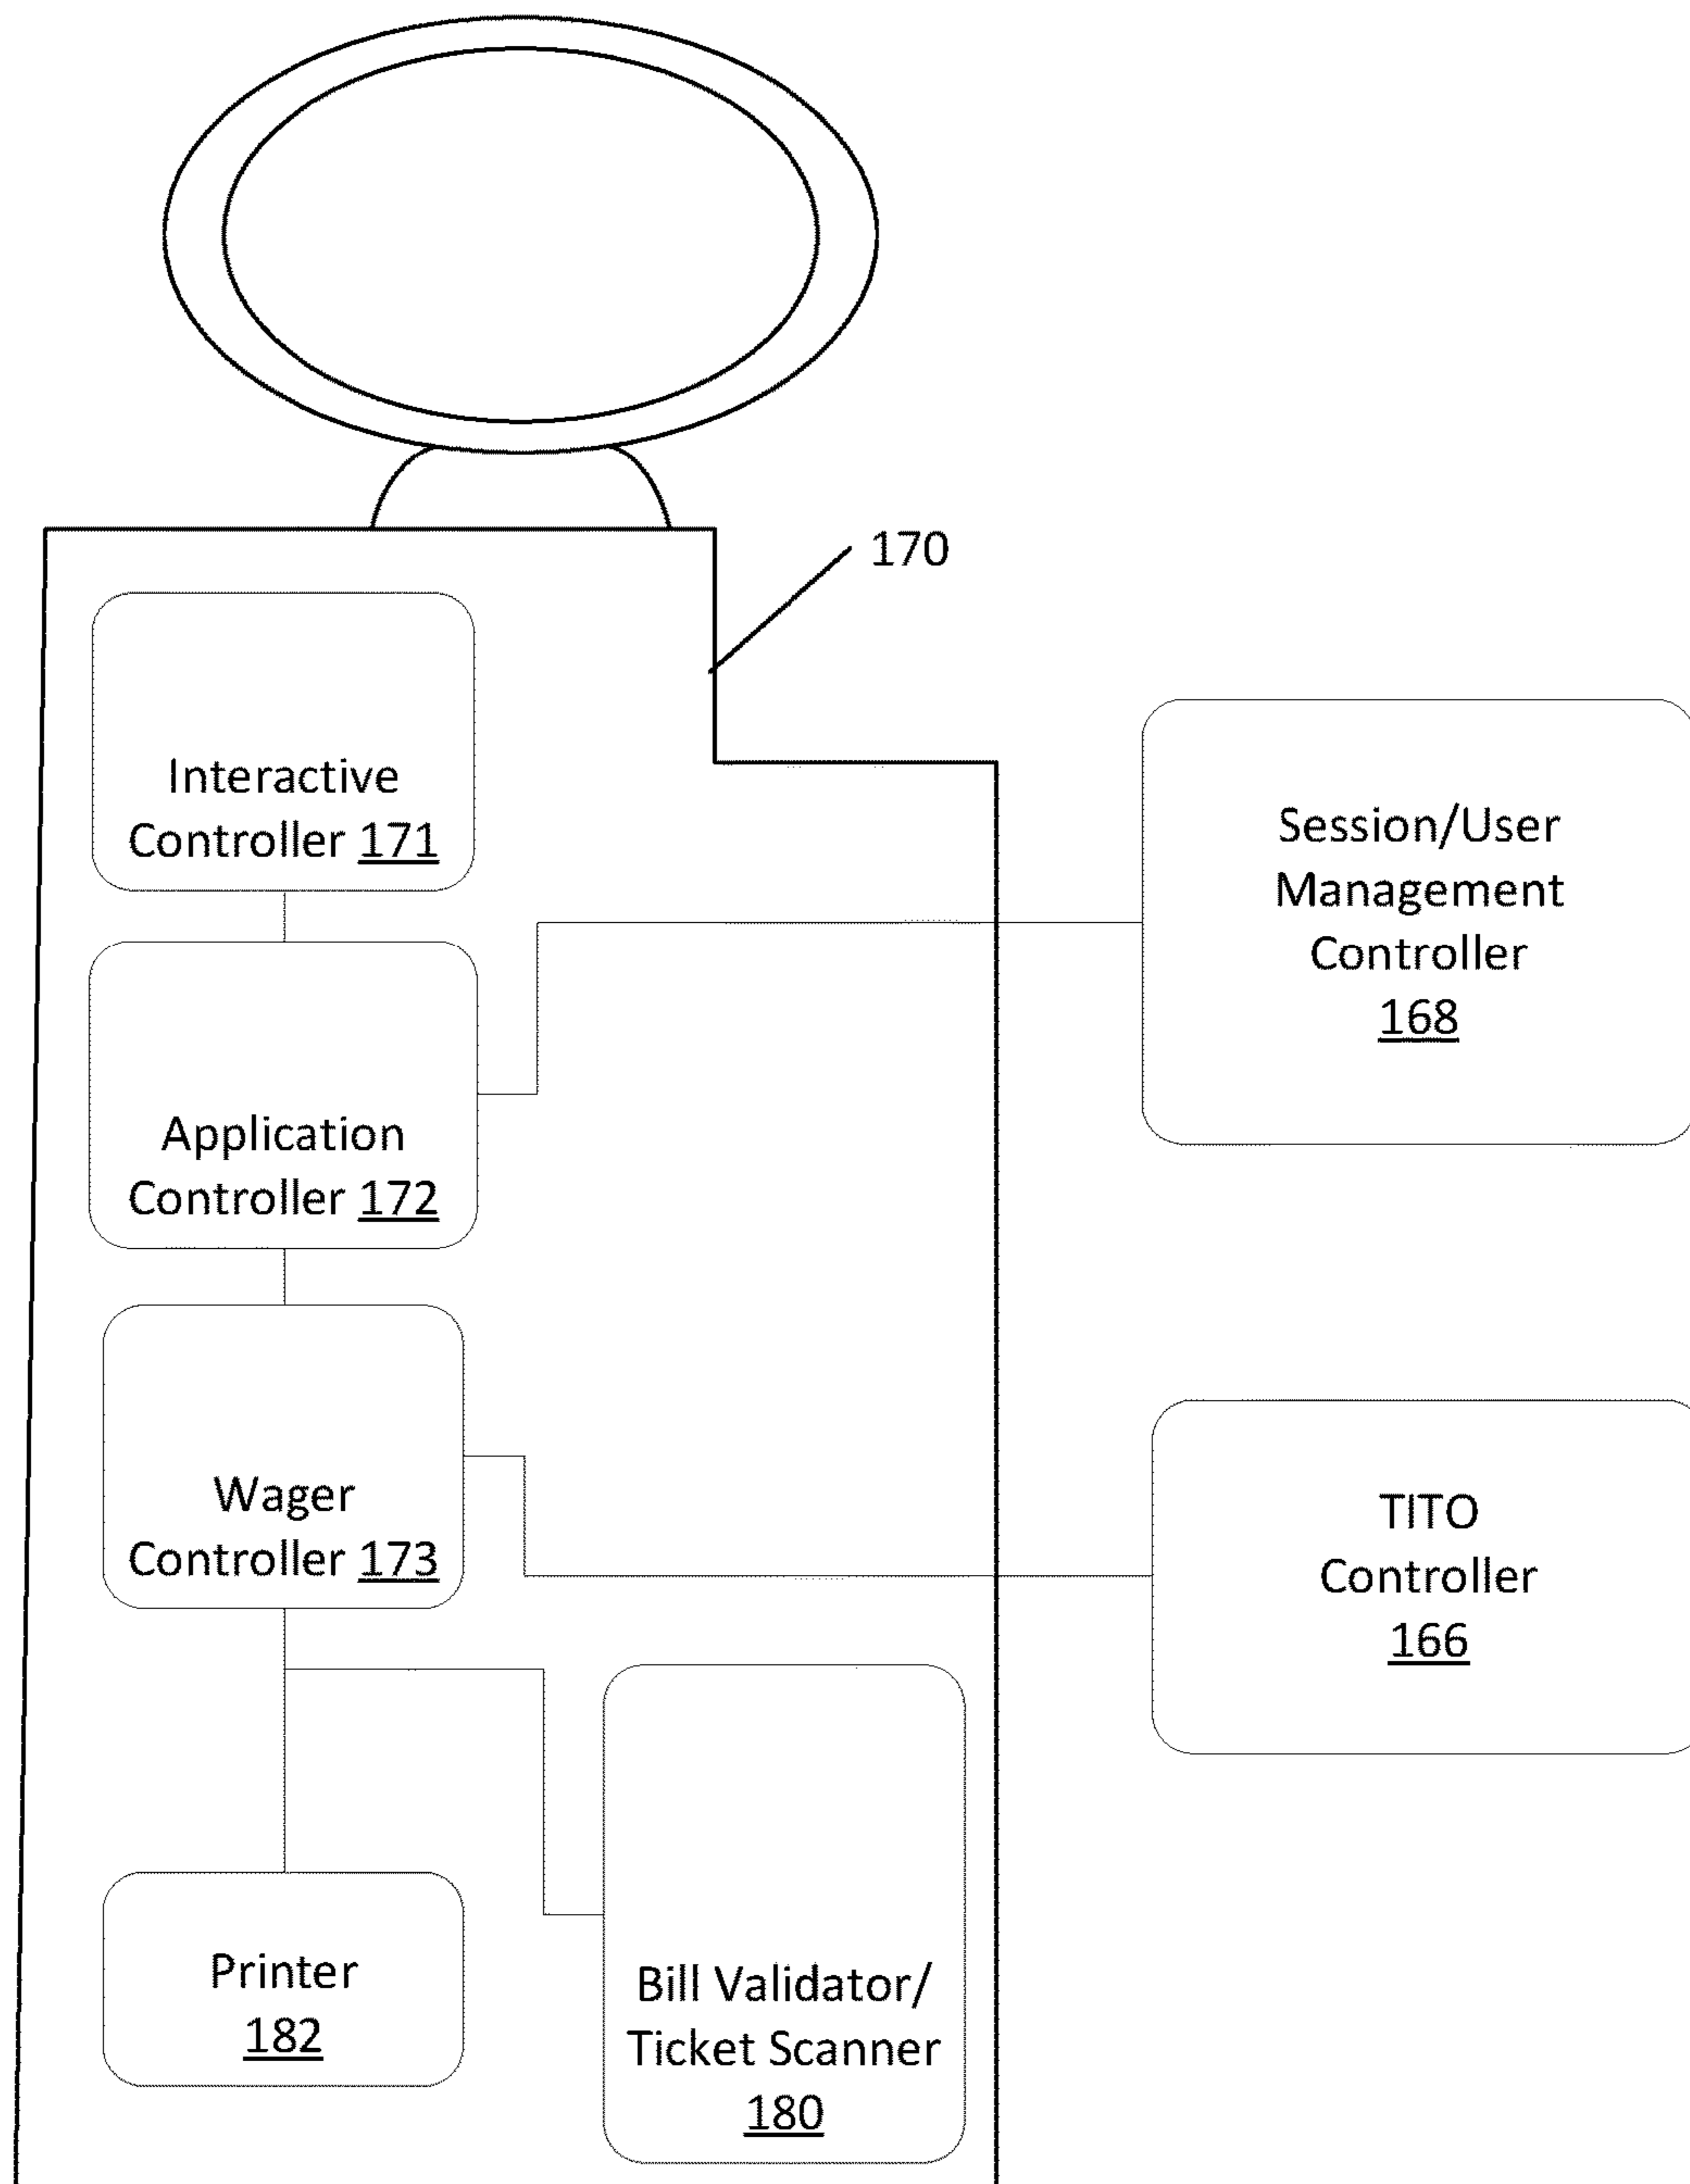 170
Interactive
Controller 171
Session/User
Management
Controller
168
Application
Controller 172
Wager
Controller 173
TITO
Controller
166
Printer
182
Bill Validator/
Ticket Scanner
180